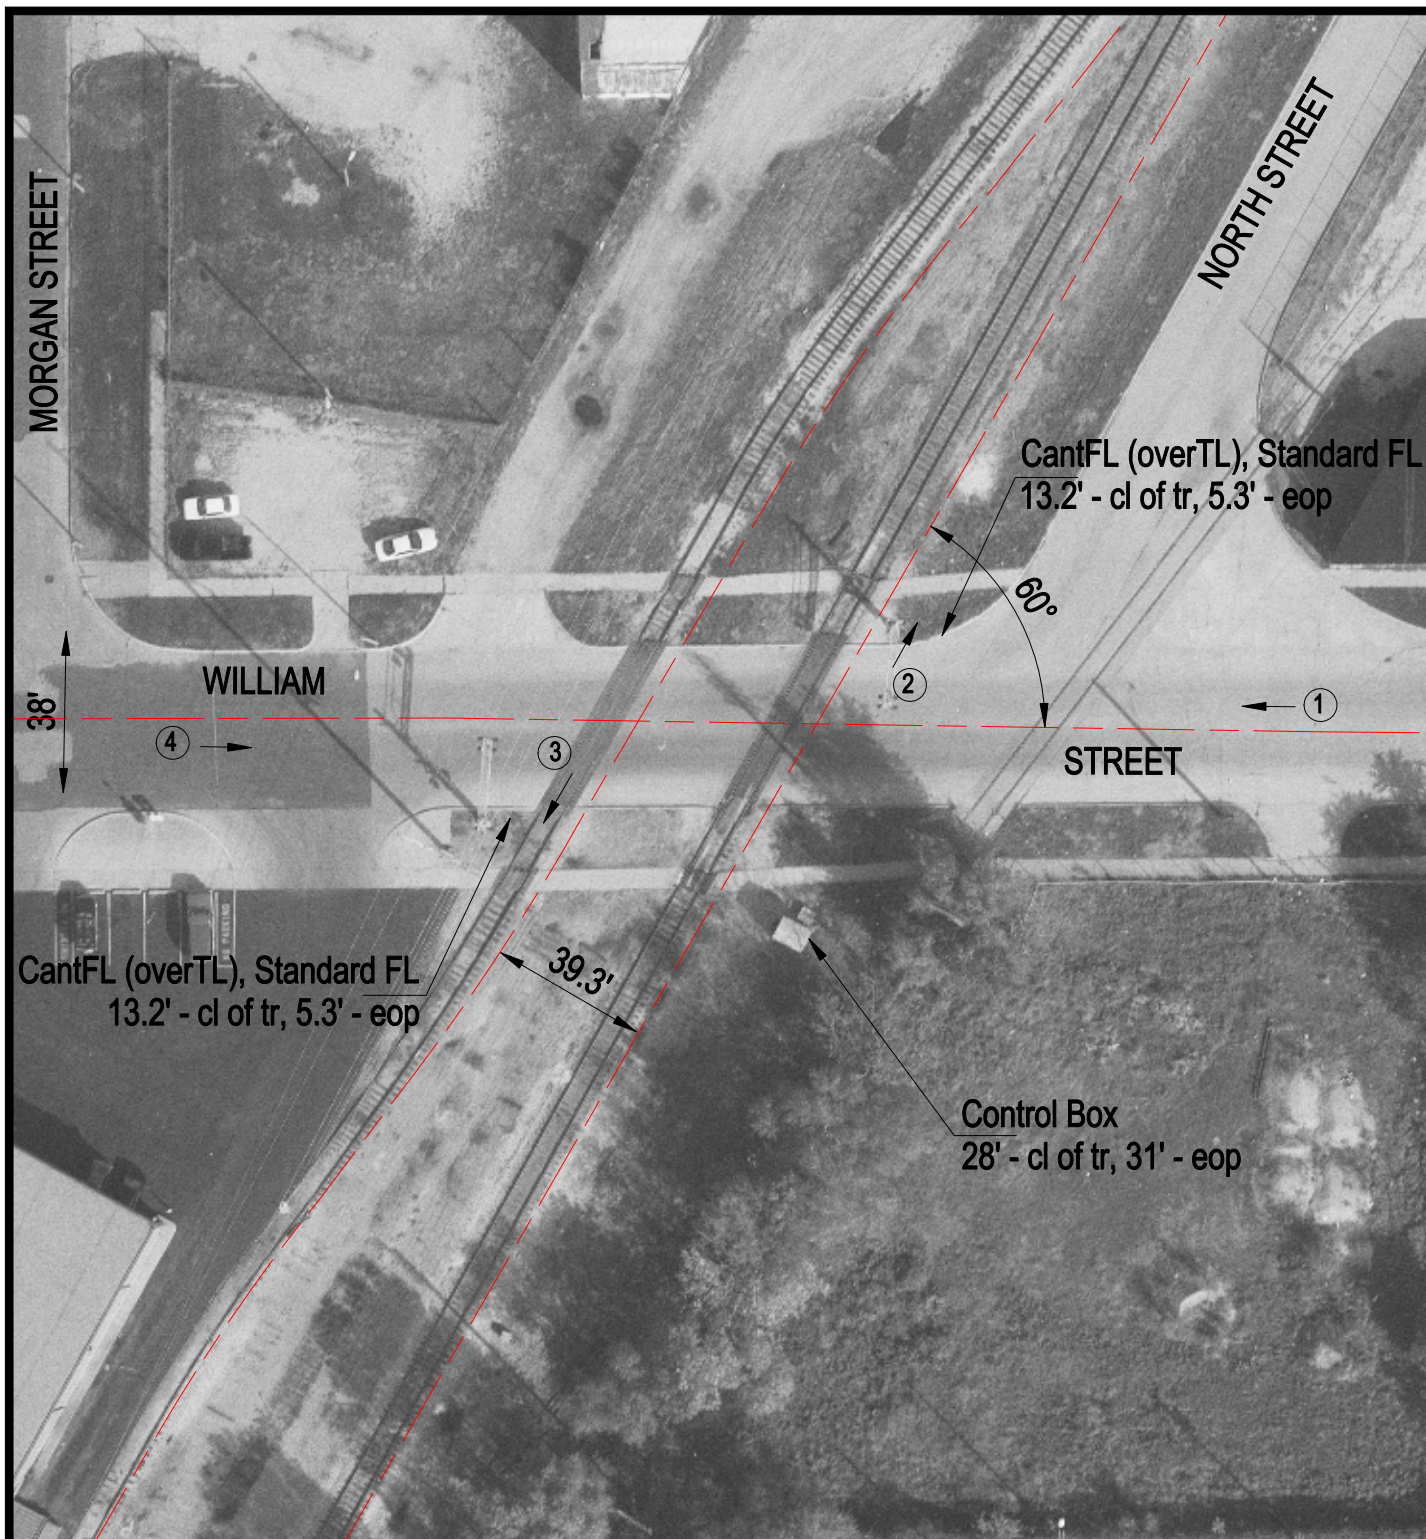 MORGAN STREET
NORTH STREET
CantFL (overTL), Standard FL
13.2' - cl of tr, 5.3' - eop
60°
38'
WILLIAM
2
1
4
3
STREET
CantFL (overTL), Standard FL
13.2' - cl of tr, 5.3' - eop
39.3'
Control Box
28' - cl of tr, 31' - eop